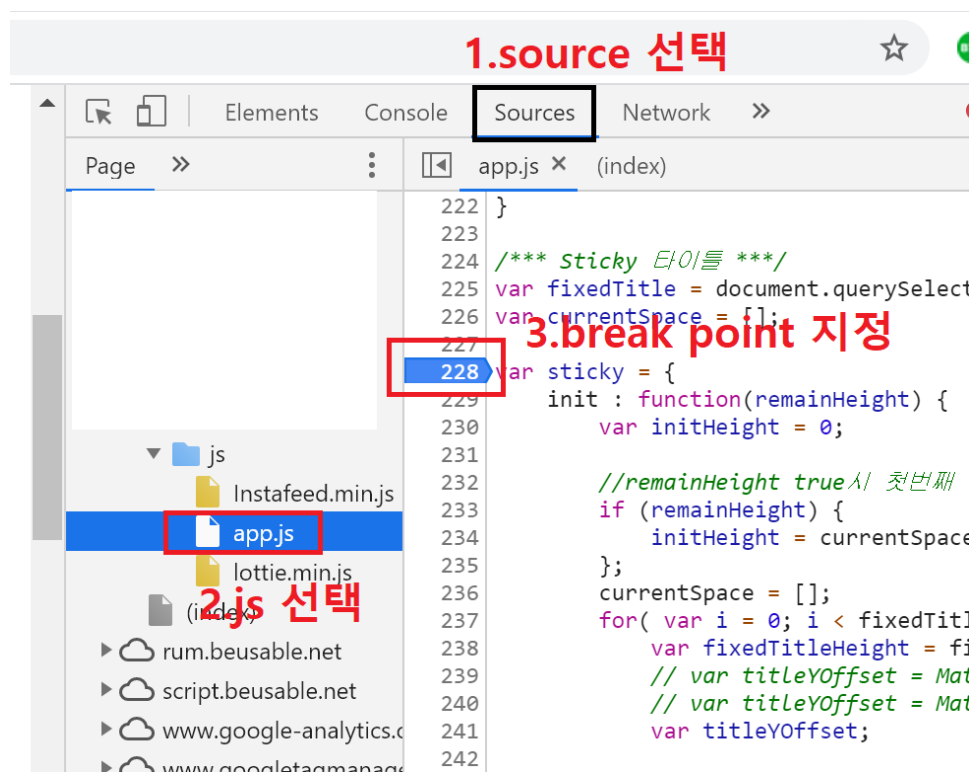 1.source 선택
Elements Console Sources Network
Page app.js (index)
222 }
223
224 /*** Sticky 타이틀 ***/
225 var fixedTitle = document.querySelect
226 var currentSpace = [];
3.break point 지정
227
228 var sticky = {
229 init : function(remainHeight) {
230 var initHeight = 0;
231
232 //remainHeight true시 첫번째
233 if (remainHeight) {
234 initHeight = currentSpace
235 };
236 currentSpace = [];
237 for( var i = 0; i < fixedTitl
238 var fixedTitleHeight = fi
239 // var titleYOffset = Mat
240 // var titleYOffset = Mat
241 var titleYOffset;
242
js
Instafeed.min.js
app.js
lottie.min.js
2.js 선택
(index)
rum.beusable.net
script.beusable.net
www.google-analytics.c
www.googletagmanage